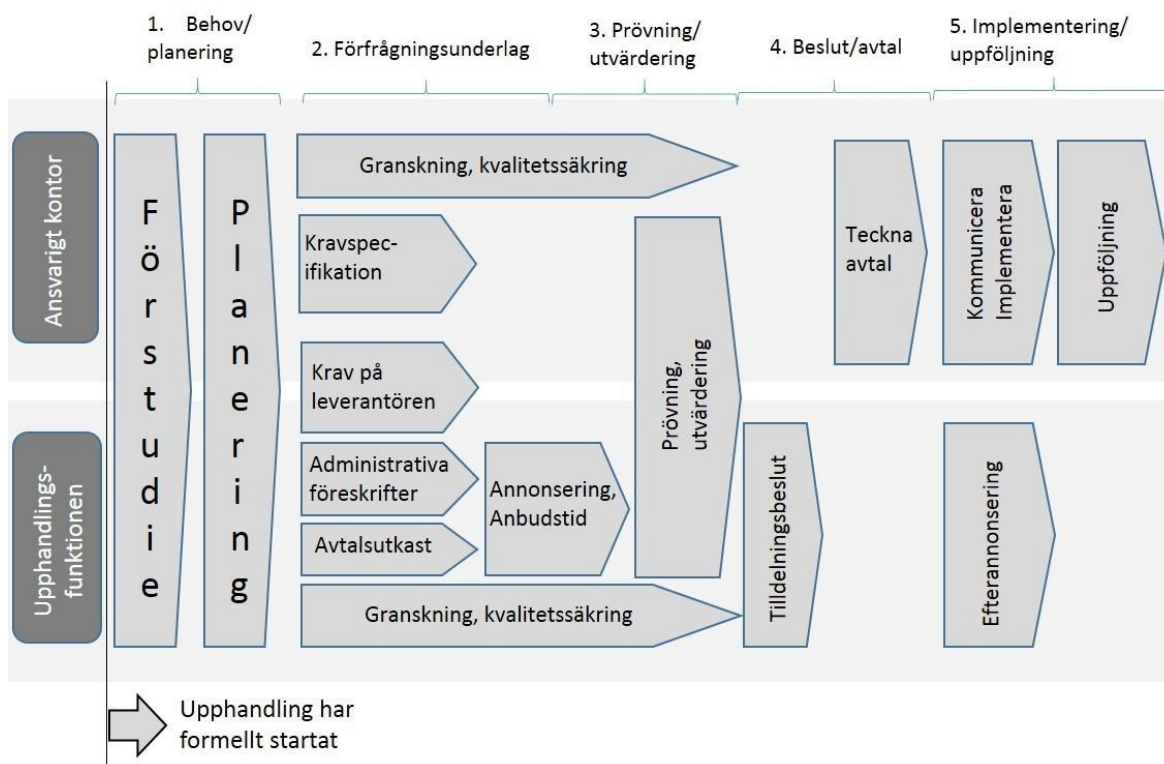 1. Behov/
planering
2. Förfrågningsunderlag
3. Prövning/
utvärdering
4. Beslut/avtal
5. Implementering/
uppföljning
Ansvarigt kontor
Förstudie
Planering
Granskning, kvalitetssäkring
Kravspec-
ifikation
Krav på
leverantören
Prövning,
utvärdering
Teckna
avtal
Kommunicera
Implementera
Uppföljning
Upphandlings-
funktionen
Administrativa
föreskrifter
Avtalsutkast
Annonsering,
Anbudstid
Granskning, kvalitetssäkring
Tilldelningsbeslut
Efterannonsering
Upphandling har
formellt startat